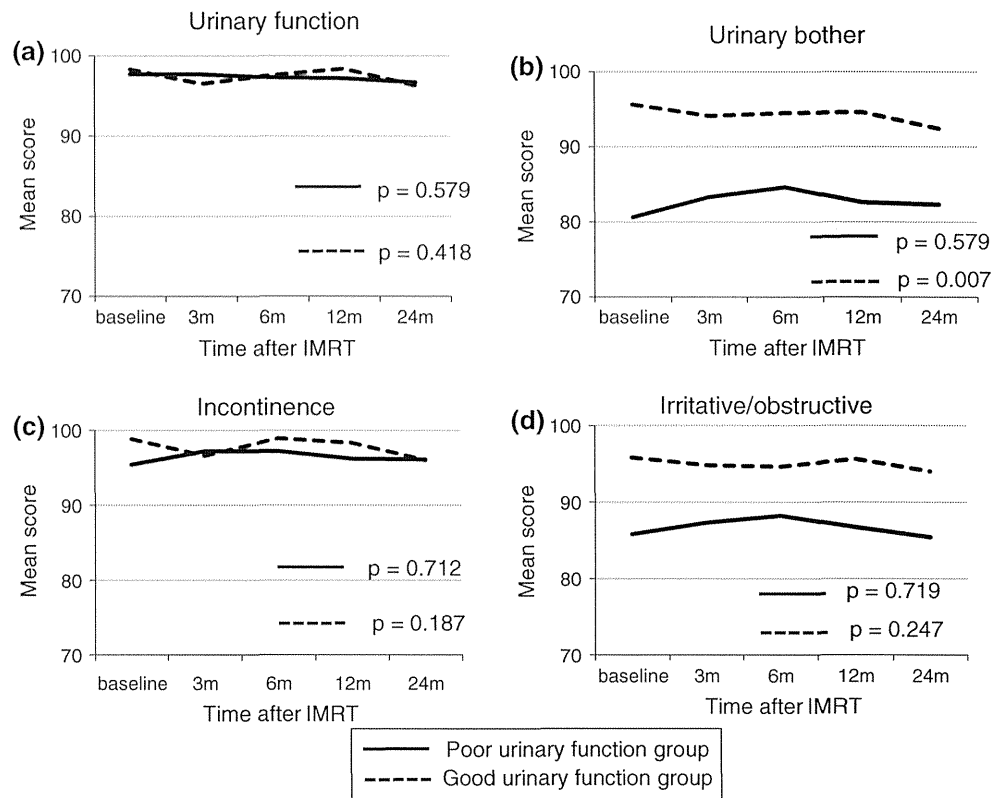 Urinary function
(a)
100
90
80
70
Mean score
p = 0.579
p = 0.418
baseline 3m 6m 12m 24m
Time after IMRT
Urinary bother
(b)
100
90
80
70
Mean score
p = 0.579
p = 0.007
baseline 3m 6m 12m 24m
Time after IMRT
Incontinence
(c)
100
90
80
70
Mean score
p = 0.712
p = 0.187
baseline 3m 6m 12m 24m
Time after IMRT
Irritative/obstructive
(d)
100
90
80
70
Mean score
p = 0.719
p = 0.247
baseline 3m 6m 12m 24m
Time after IMRT
Poor urinary function group
Good urinary function group